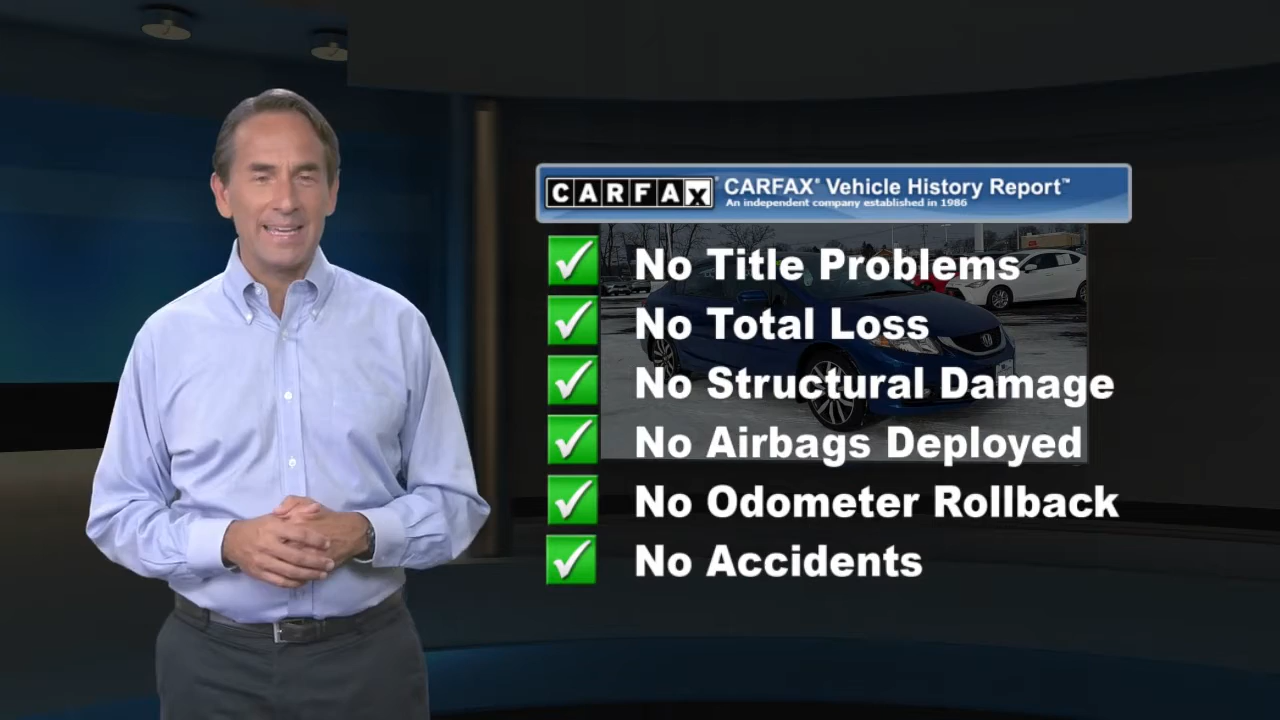 CARFAX® CARFAX® Vehicle History Report™
An independent company established in 1986
No Title Problems
No Total Loss
No Structural Damage
No Airbags Deployed
No Odometer Rollback
No Accidents